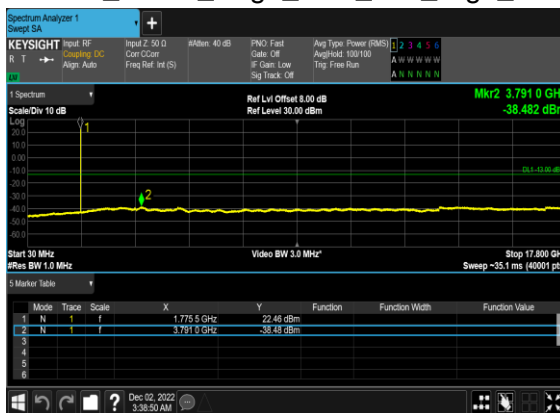 Spectrum Analyzer 1
Swept SA
KEYSIGHT
R T
Input: RF
Coupling: DC
Align: Auto
Input Z: 50 Ω
Corr CCorr
Freq Ref: Int (S)
#Atten: 40 dB
PNO: Fast
Gate: Off
IF Gain: Low
Sig Track: Off
Avg Type: Power (RMS)
Avg|Hold: 100/100
Trig: Free Run
1 2 3 4 5 6
A W W W W W
A N N N N N
1 Spectrum
Scale/Div 10 dB
Ref Lvl Offset 8.00 dB
Ref Level 30.00 dBm
Mkr2 3.791 0 GH
-38.482 dBr
Log
20.0
10.0
0.00
-10.0
-20.0
-30.0
-40.0
-50.0
-60.0
1
2
DL1 -13.00 dB
Start 30 MHz
#Res BW 1.0 MHz
Video BW 3.0 MHz*
Stop 17.800 GH
Sweep ~35.1 ms (40001 pt
5 Marker Table
Mode Trace Scale X Y Function Function Width Function Value
1 N 1 f 1.775 5 GHz 22.46 dBm
2 N 1 f 3.791 0 GHz -38.48 dBm
3
4
5
6
?
Dec 02, 2022
3:38:50 AM